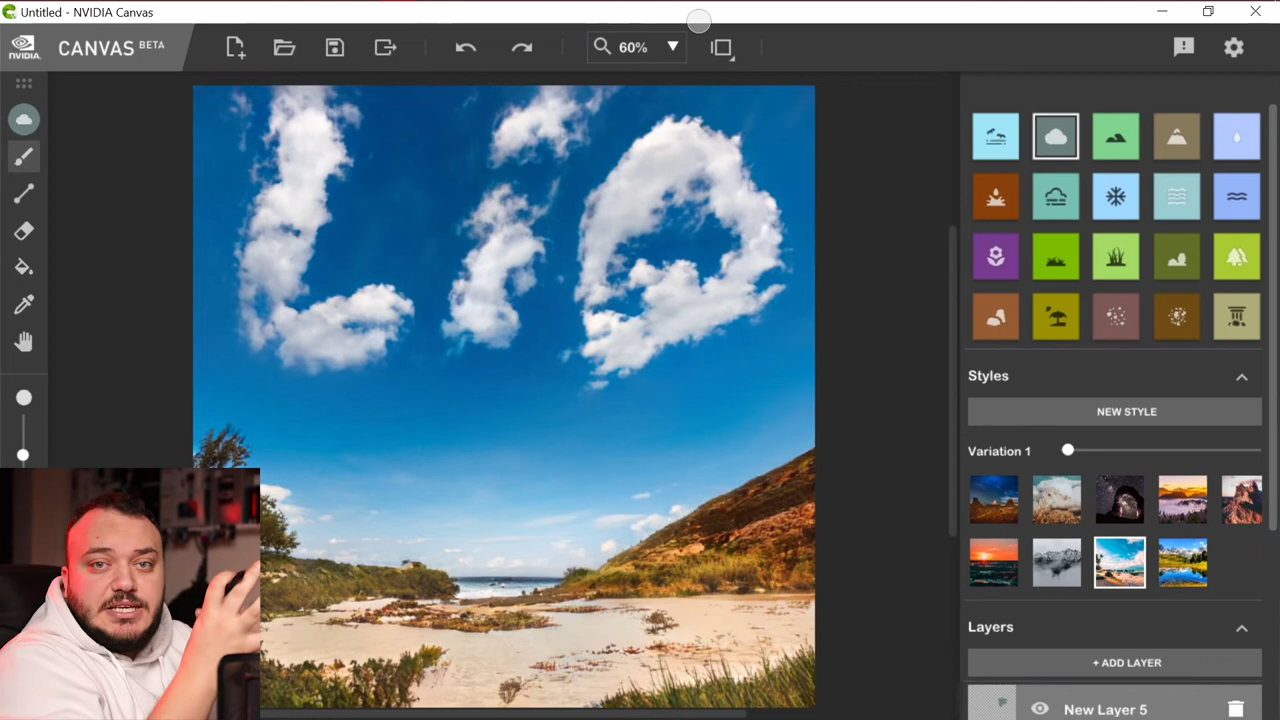 Untitled - NVIDIA Canvas
NVIDIA.
CANVAS BETA
60%
Styles
NEW STYLE
Variation 1
Layers
+ ADD LAYER
New Layer 5